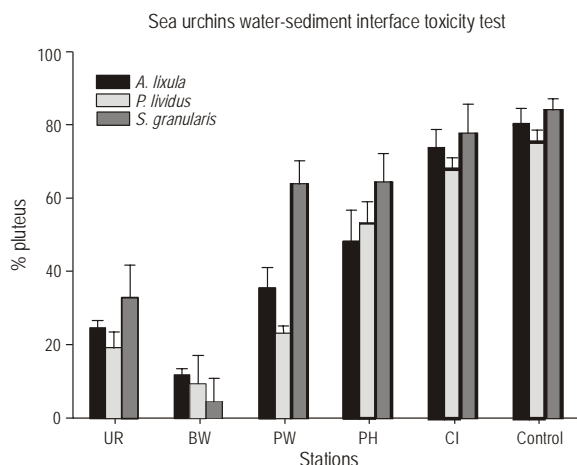 Sea urchins water-sediment interface toxicity test
100
80
60
40
20
0
% pluteus
A. lixula
P. lividus
S. granularis
UR BW PW PH CI Control
Stations